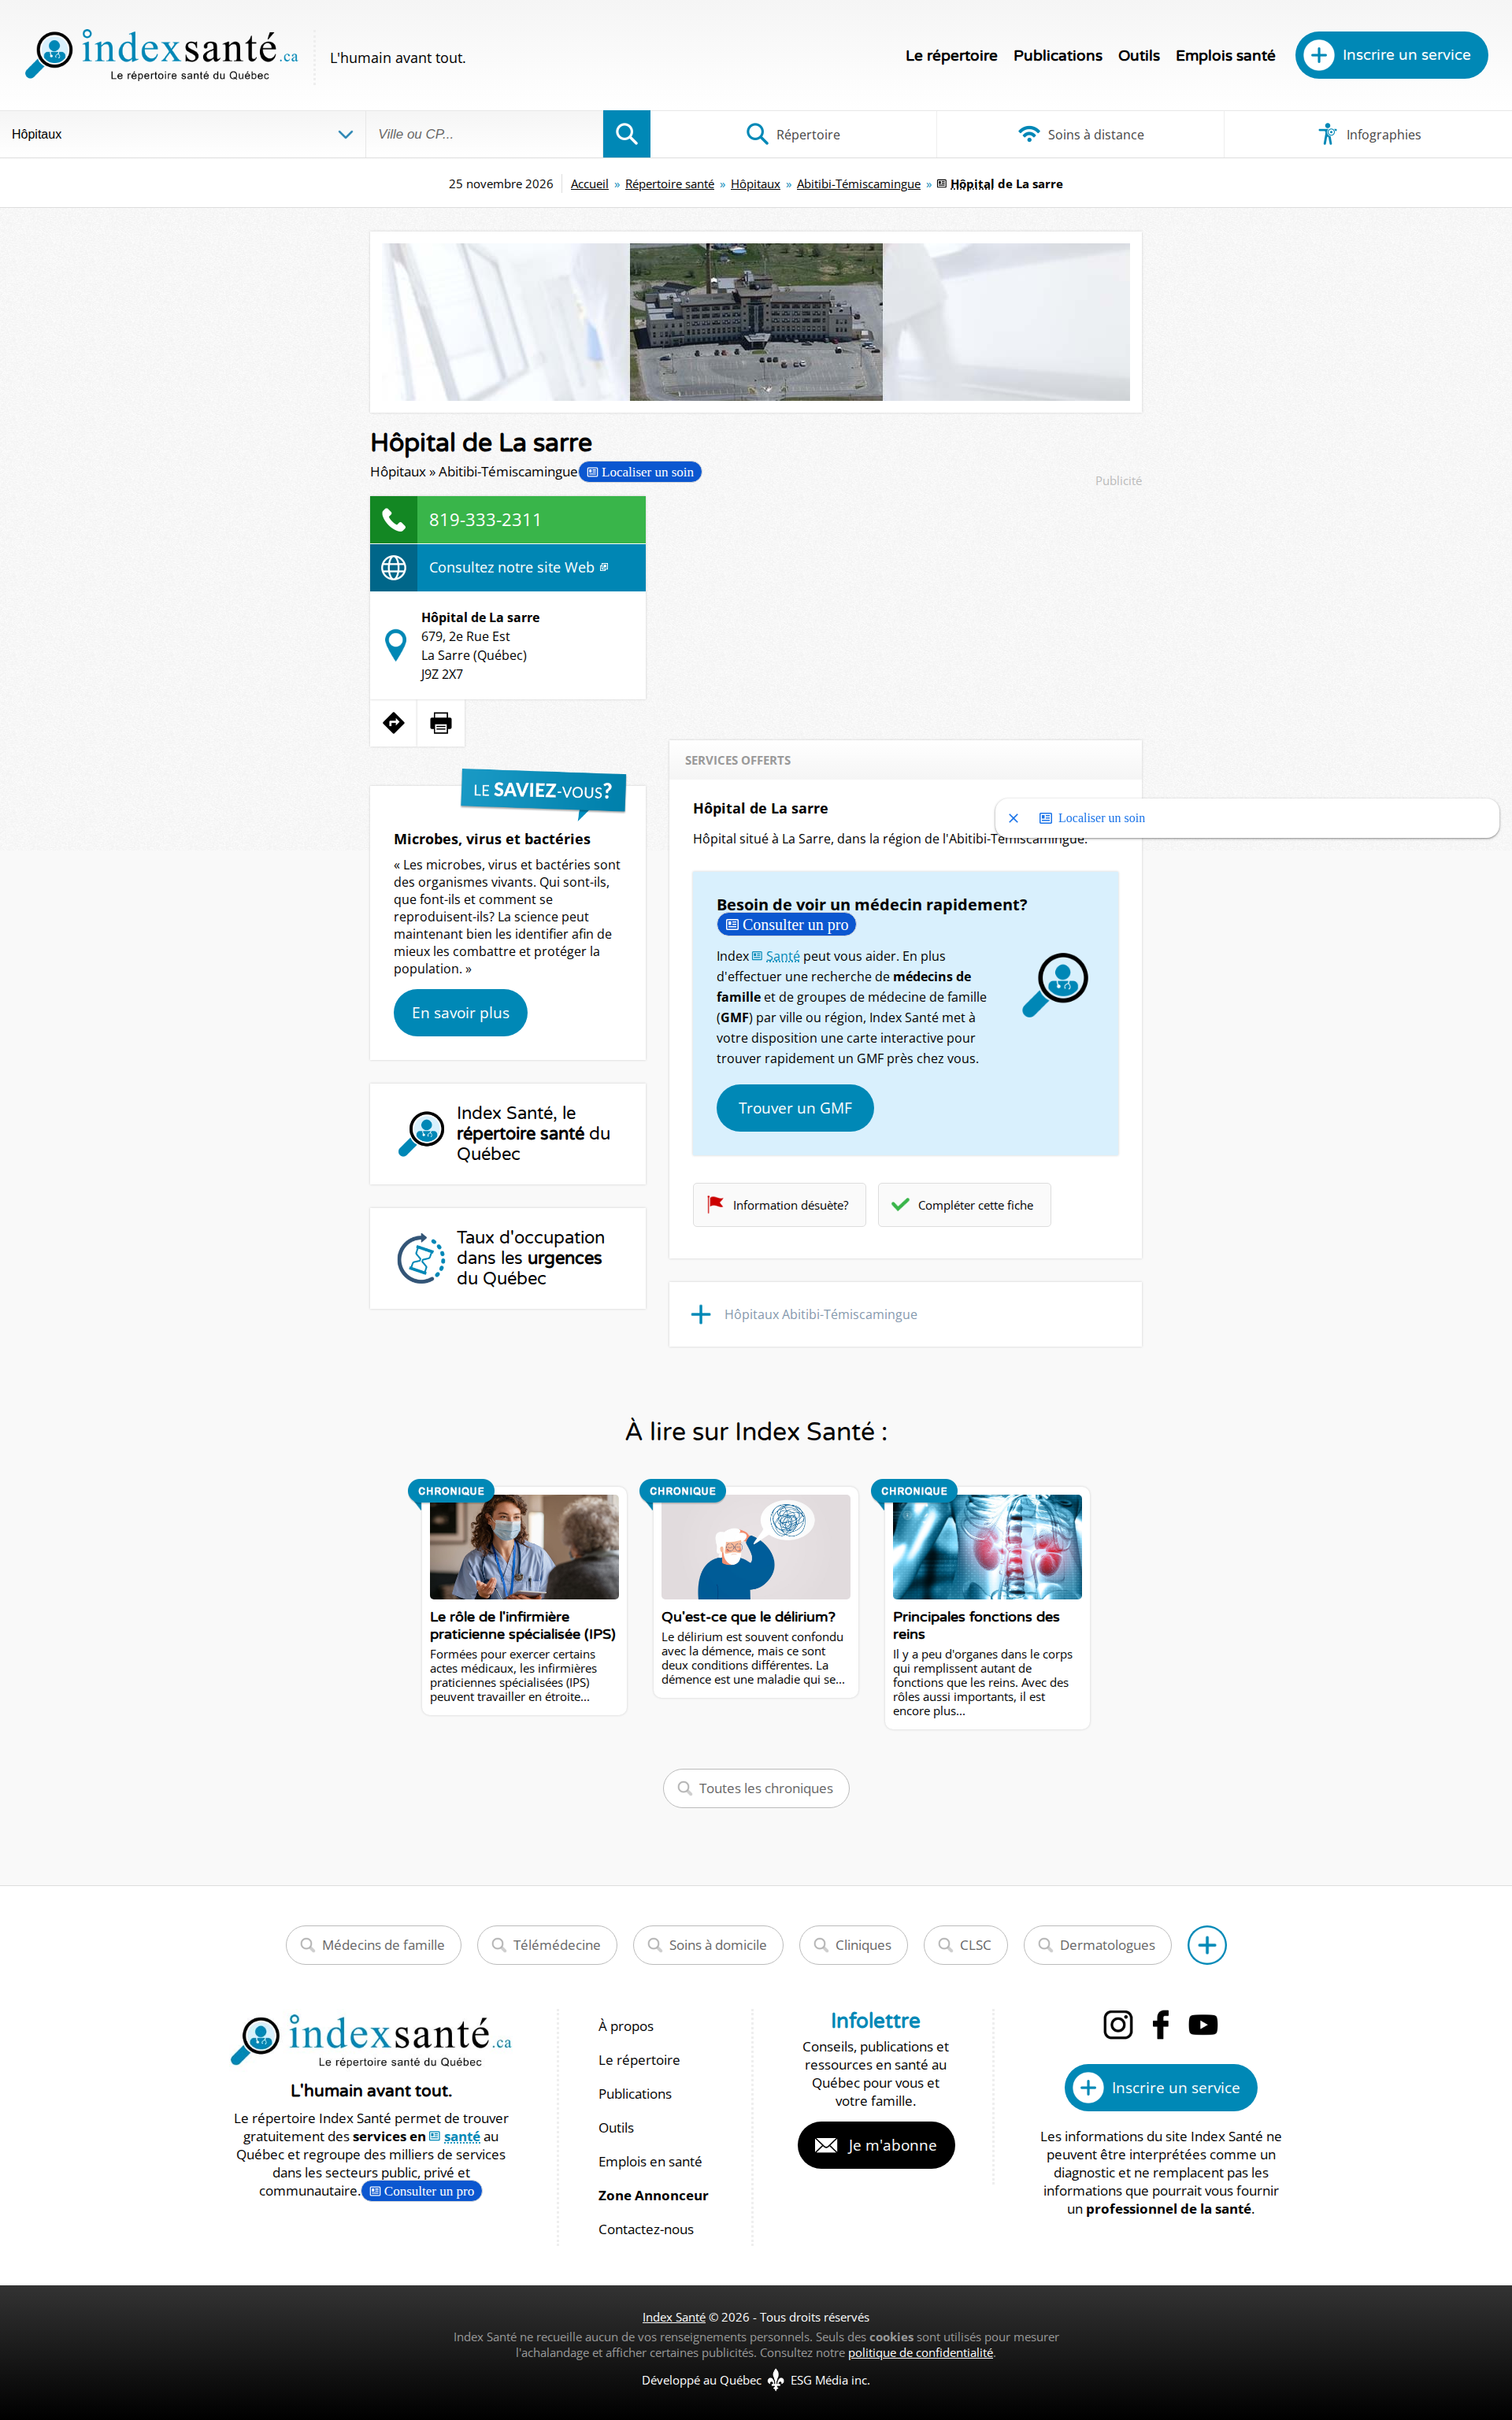 indexsanté.ca
Le répertoire santé du Québec
L'humain avant tout.
Le répertoire
Publications
Outils
Emplois santé
Inscrire un service
Hôpitaux
Ville ou CP...
Répertoire
Soins à distance
Infographies
25 novembre 2026
Accueil » Répertoire santé » Hôpitaux » Abitibi-Témiscamingue » Hôpital de La sarre
Hôpital de La sarre
Hôpitaux » Abitibi-Témiscamingue Localiser un soin
Publicité
819-333-2311
Consultez notre site Web
Hôpital de La sarre
679, 2e Rue Est
La Sarre (Québec)
J9Z 2X7
LE SAVIEZ-VOUS?
Microbes, virus et bactéries
« Les microbes, virus et bactéries sont
des organismes vivants. Qui sont-ils,
que font-ils et comment se
reproduisent-ils? La science peut
maintenant bien les identifier afin de
mieux les combattre et protéger la
population. »
En savoir plus
Index Santé, le
répertoire santé du
Québec
Taux d'occupation
dans les urgences
du Québec
SERVICES OFFERTS
Hôpital de La sarre
Hôpital situé à La Sarre, dans la région de l'Abitibi-Témiscamingue.
Localiser un soin
Besoin de voir un médecin rapidement?
Consulter un pro
Index Santé peut vous aider. En plus
d'effectuer une recherche de médecins de
famille et de groupes de médecine de famille
(GMF) par ville ou région, Index Santé met à
votre disposition une carte interactive pour
trouver rapidement un GMF près chez vous.
Trouver un GMF
Information désuète?
Compléter cette fiche
Hôpitaux Abitibi-Témiscamingue
À lire sur Index Santé :
CHRONIQUE
Le rôle de l'infirmière
praticienne spécialisée (IPS)
Formées pour exercer certains
actes médicaux, les infirmières
praticiennes spécialisées (IPS)
peuvent travailler en étroite...
CHRONIQUE
Qu'est-ce que le délirium?
Le délirium est souvent confondu
avec la démence, mais ce sont
deux conditions différentes. La
démence est une maladie qui se...
CHRONIQUE
Principales fonctions des
reins
Il y a peu d'organes dans le corps
qui remplissent autant de
fonctions que les reins. Avec des
rôles aussi importants, il est
encore plus...
Toutes les chroniques
Médecins de famille
Télémédecine
Soins à domicile
Cliniques
CLSC
Dermatologues
indexsanté.ca
Le répertoire santé du Québec
L'humain avant tout.
Le répertoire Index Santé permet de trouver
gratuitement des services en santé au
Québec et regroupe des milliers de services
dans les secteurs public, privé et
communautaire. Consulter un pro
À propos
Le répertoire
Publications
Outils
Emplois en santé
Zone Annonceur
Contactez-nous
Infolettre
Conseils, publications et
ressources en santé au
Québec pour vous et
votre famille.
Je m'abonne
Inscrire un service
Les informations du site Index Santé ne
peuvent être interprétées comme un
diagnostic et ne remplacent pas les
informations que pourrait vous fournir
un professionnel de la santé.
Index Santé © 2026 - Tous droits réservés
Index Santé ne recueille aucun de vos renseignements personnels. Seuls des cookies sont utilisés pour mesurer
l'achalandage et afficher certaines publicités. Consultez notre politique de confidentialité.
Développé au Québec ESG Média inc.